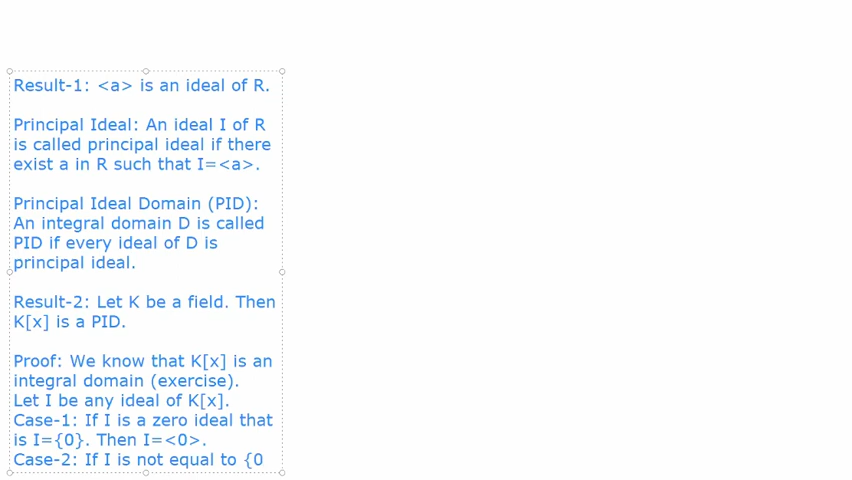 Result-1: <a> is an ideal of R.
Principal Ideal: An ideal I of R
is called principal ideal if there
exist a in R such that I=<a>.
Principal Ideal Domain (PID):
An integral domain D is called
PID if every ideal of D is
principal ideal.
Result-2: Let K be a field. Then
K[x] is a PID.
Proof: We know that K[x] is an
integral domain (exercise).
Let I be any ideal of K[x].
Case-1: If I is a zero ideal that
is I={0}. Then I=<0>.
Case-2: If I is not equal to {0